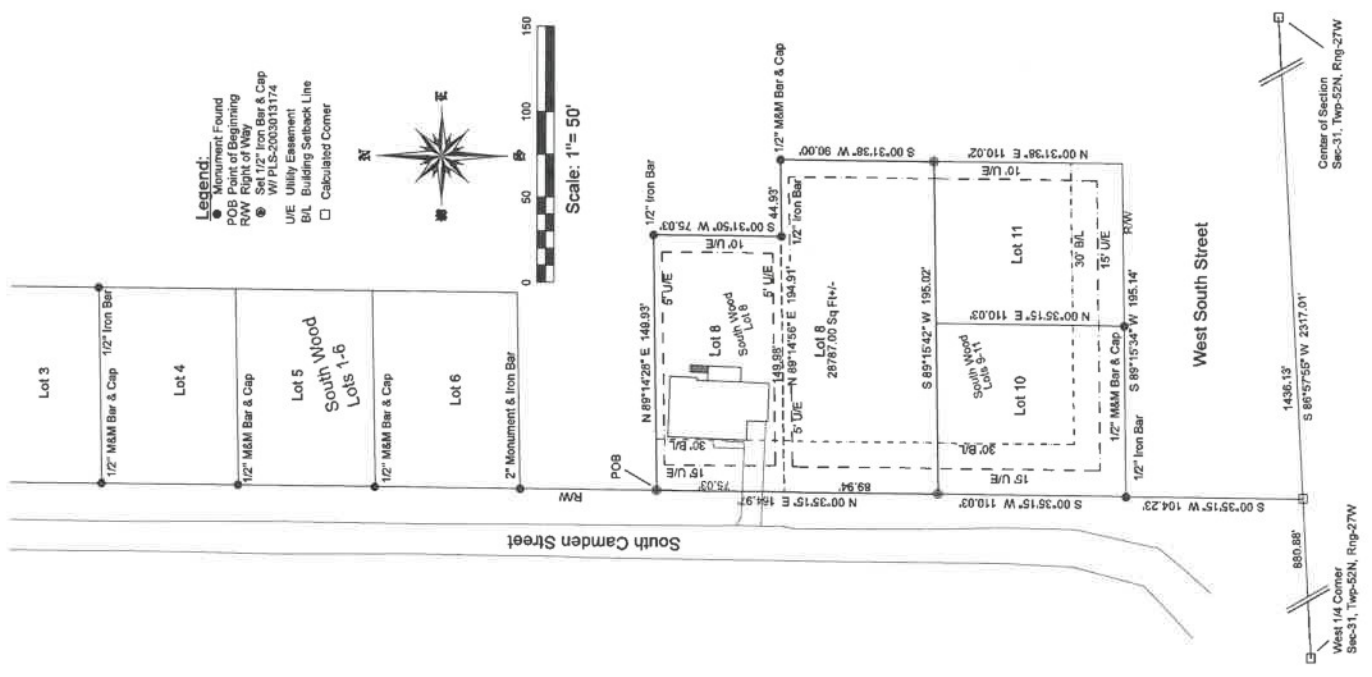 Lot 3
1/2" M&M Bar & Cap
1/2" Iron Bar
Lot 4
1/2" M&M Bar & Cap
Lot 5
South Wood
Lots 1-6
1/2" M&M Bar & Cap
Lot 6
2" Monument & Iron Bar
Legend:
Monument Found
POB Point of Beginning
R/W Right of Way
Set 1/2" Iron Bar & Cap
W/ PLS-2003013174
U/E Utility Easement
B/L Building Setback Line
Calculated Corner
N
E
0
50
100
150
Scale: 1"= 50'
R/W
POB
N 89°14'28" E 149.93'
1/2" Iron Bar
5' U/E
10' U/E
S 00°31'50" W 75.03'
Lot 8
South Wood
Lot 8
5' U/E
30' B/L
15' U/E
75.03'
149.88'
44.93'
1/2" M&M Bar & Cap
1/2" Iron Bar
N 89°14'56" E 194.91'
5' U/E
Lot 8
28787.00 Sq Ft+/-
89.94'
N 00°35'15" E 164.97'
S 00°31'38" W 90.00'
S 89°15'42" W 195.02'
South Wood
Lots 9-11
Lot 10
Lot 11
N 00°35'15" E 110.03'
N 00°31'38" E 110.02'
10' U/E
30' B/L
15' U/E
R/W
30' B/L
15' U/E
S 00°35'15" W 110.03'
1/2" M&M Bar & Cap
S 89°15'34" W 195.14'
1/2" Iron Bar
S 00°35'15" W 104.23'
South Camden Street
West South Street
880.88'
1436.13'
S 86°57'55" W 2317.01'
West 1/4 Corner
Sec-31, Twp-52N, Rng-27W
Center of Section
Sec-31, Twp-52N, Rng-27W